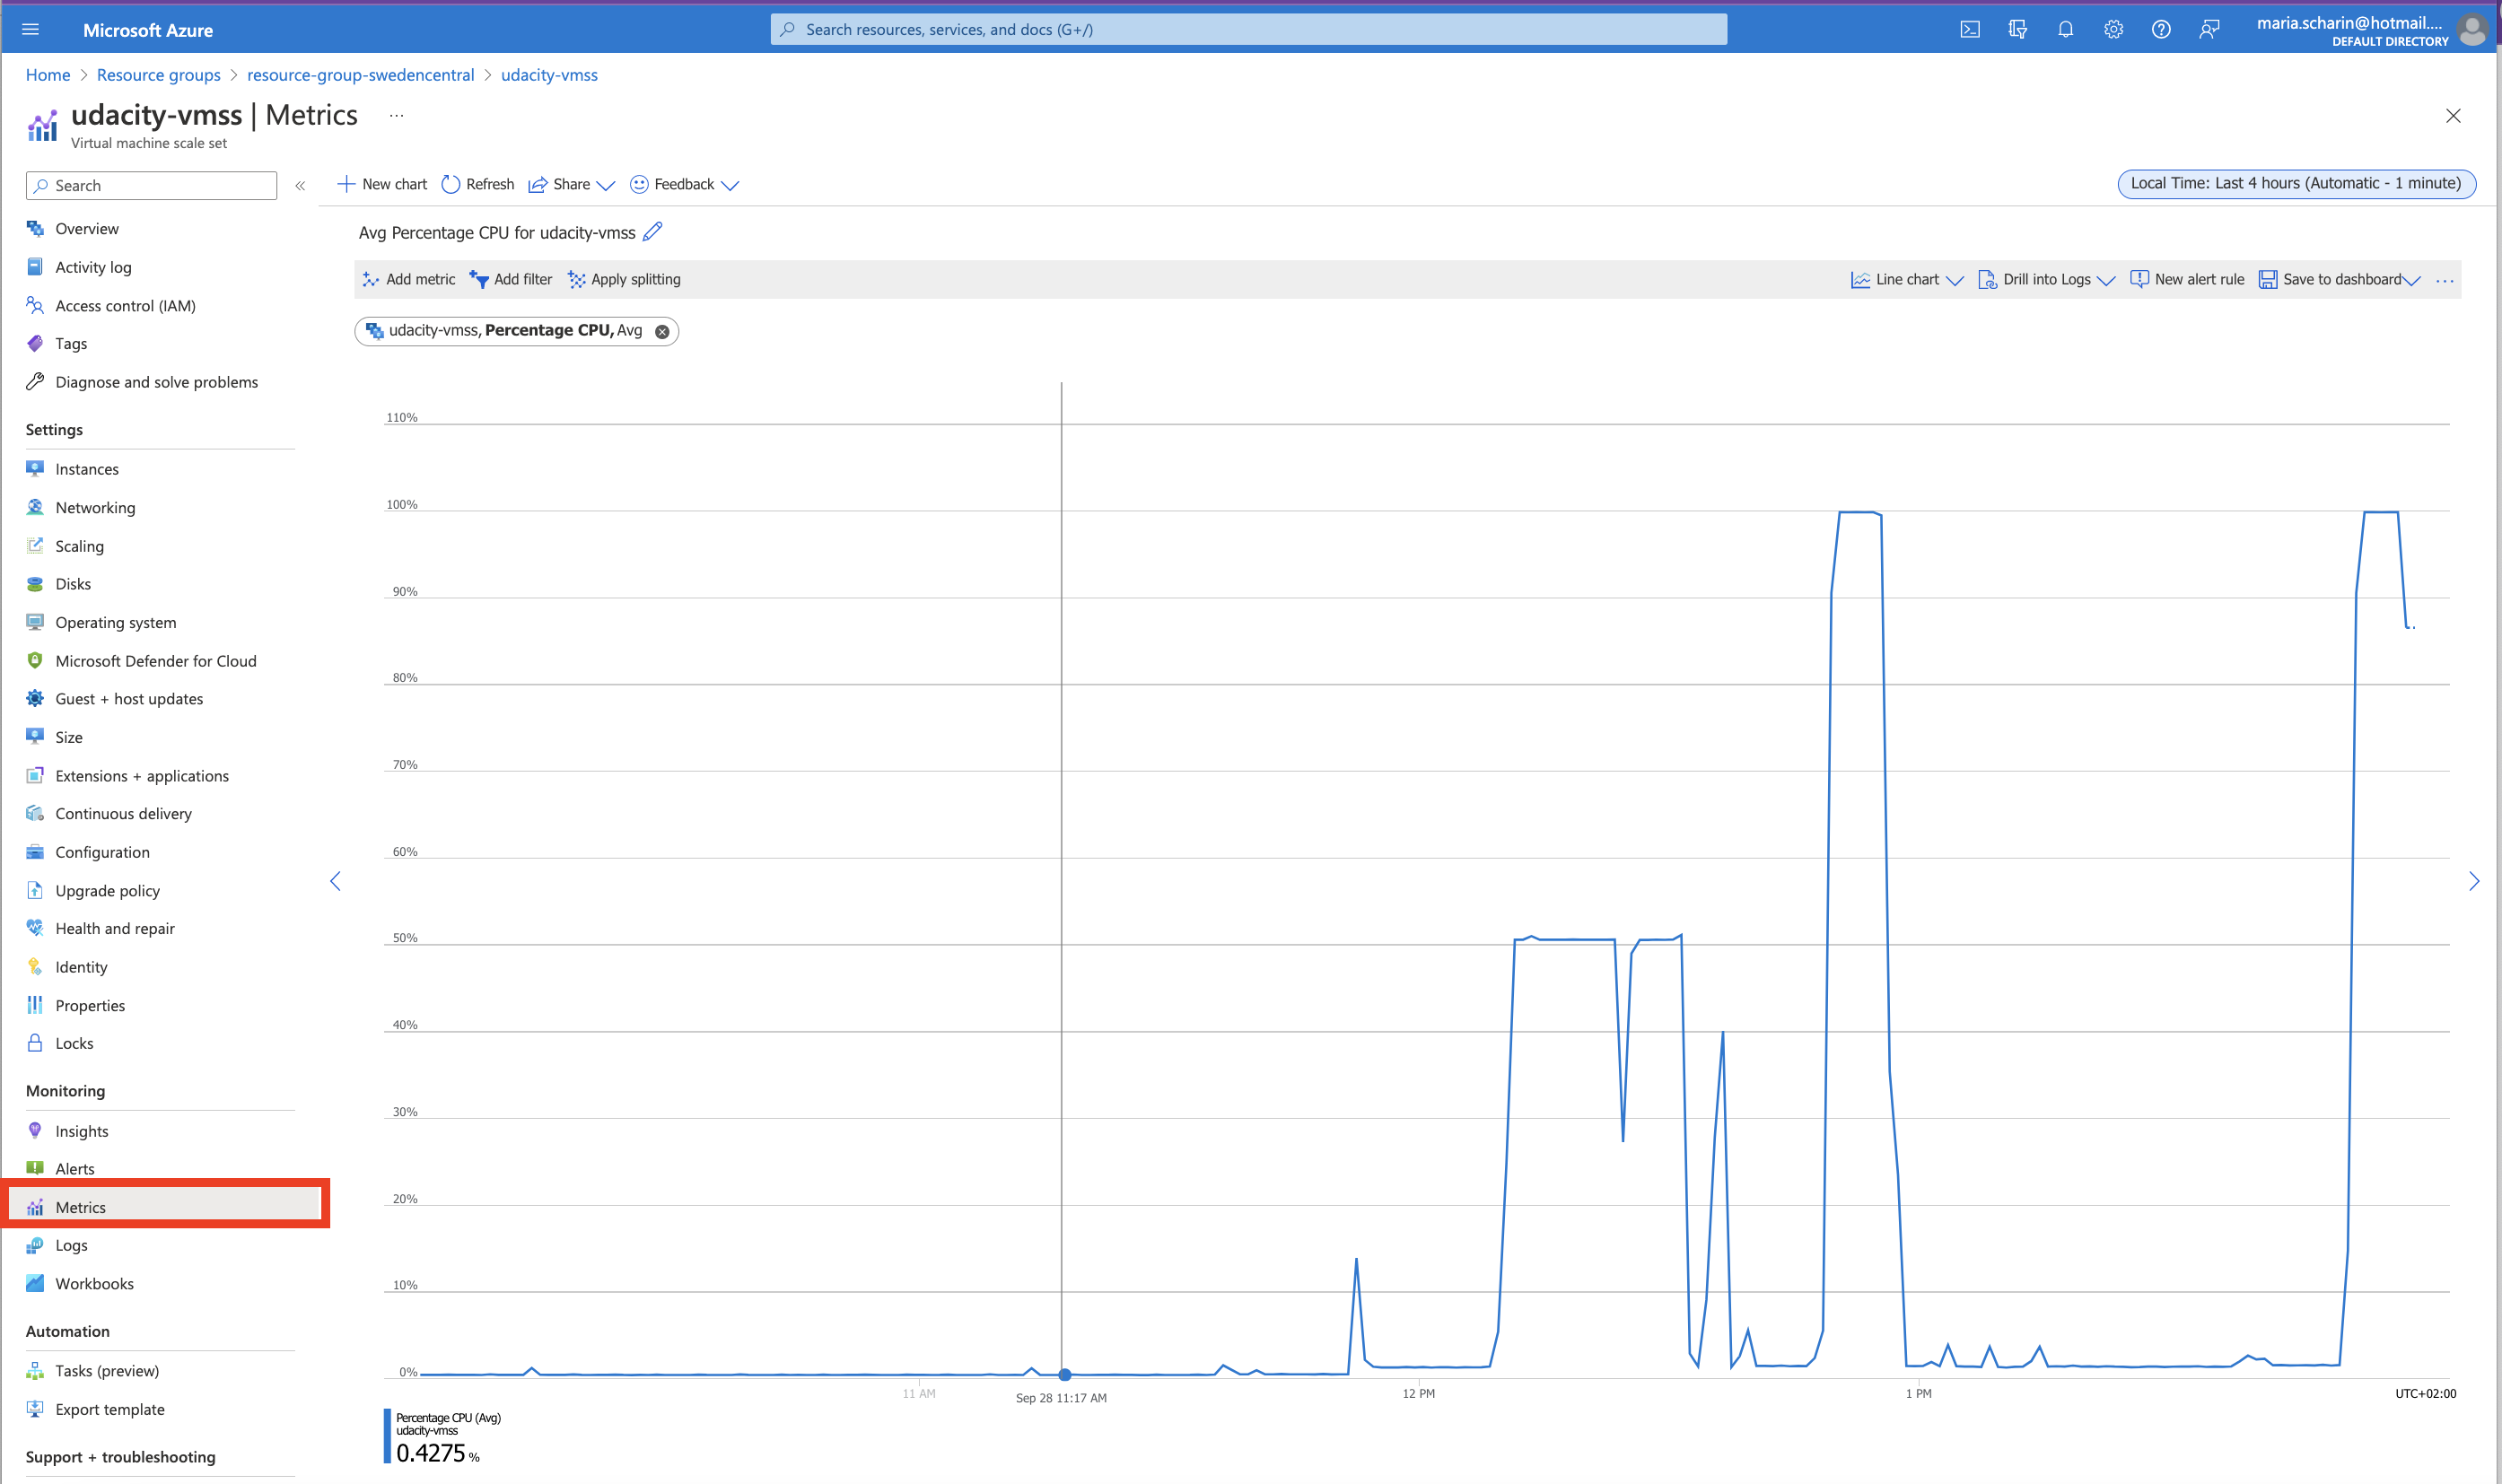 Microsoft Azure
Search resources, services, and docs (G+/)
maria.scharin@hotmail....
DEFAULT DIRECTORY
Home > Resource groups > resource-group-swedencentral > udacity-vmss
udacity-vmss | Metrics ...
Virtual machine scale set
Search
«
New chart Refresh Share Feedback
Local Time: Last 4 hours (Automatic - 1 minute)
Overview
Activity log
Access control (IAM)
Tags
Diagnose and solve problems
Settings
Instances
Networking
Scaling
Disks
Operating system
Microsoft Defender for Cloud
Guest + host updates
Size
Extensions + applications
Continuous delivery
Configuration
Upgrade policy
Health and repair
Identity
Properties
Locks
Monitoring
Insights
Alerts
Metrics
Logs
Workbooks
Automation
Tasks (preview)
Export template
Support + troubleshooting
Avg Percentage CPU for udacity-vmss
Add metric Add filter Apply splitting
Line chart Drill into Logs New alert rule Save to dashboard ...
udacity-vmss, Percentage CPU, Avg
110%
100%
90%
80%
70%
60%
50%
40%
30%
20%
10%
0%
11 AM
Sep 28 11:17 AM
12 PM
1 PM
UTC+02:00
Percentage CPU (Avg)
udacity-vmss
0.4275 %